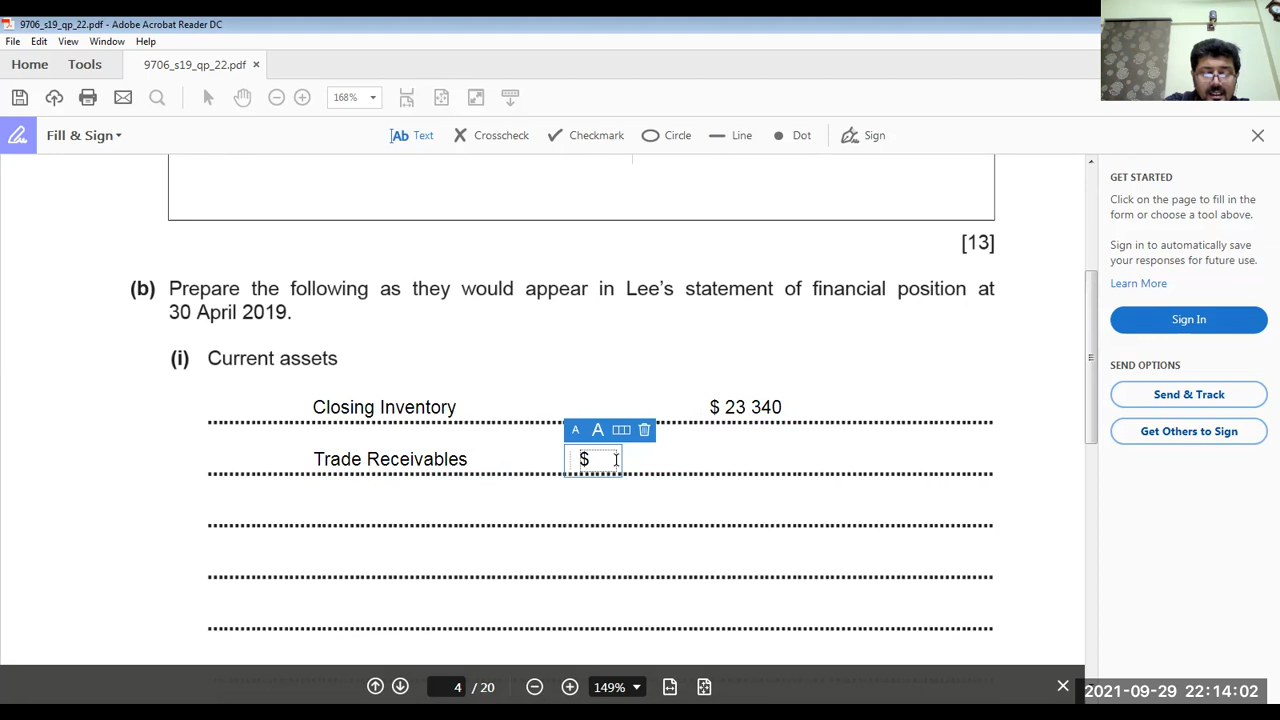 9706_s19_qp_22.pdf - Adobe Acrobat Reader DC
File Edit View Window Help
Home Tools 9706_s19_qp_22.pdf ×
168%
Fill & Sign Ab Text Crosscheck Checkmark Circle Line Dot Sign
[13]
(b) Prepare the following as they would appear in Lee's statement of financial position at
30 April 2019.
(i) Current assets
Closing Inventory $ 23 340
A A
Trade Receivables $
GET STARTED
Click on the page to fill in the
form or choose a tool above.
Sign in to automatically save
your responses for future use.
Learn More
Sign In
SEND OPTIONS
Send & Track
Get Others to Sign
4 / 20 149%
2021-09-29 22:14:02